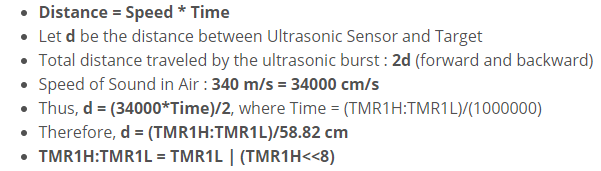 Distance = Speed * Time
Let d be the distance between Ultrasonic Sensor and Target
Total distance traveled by the ultrasonic burst : 2d (forward and backward)
Speed of Sound in Air : 340 m/s = 34000 cm/s
Thus, d = (34000*Time)/2, where Time = (TMR1H:TMR1L)/(1000000)
Therefore, d = (TMR1H:TMR1L)/58.82 cm
TMR1H:TMR1L = TMR1L | (TMR1H<<8)